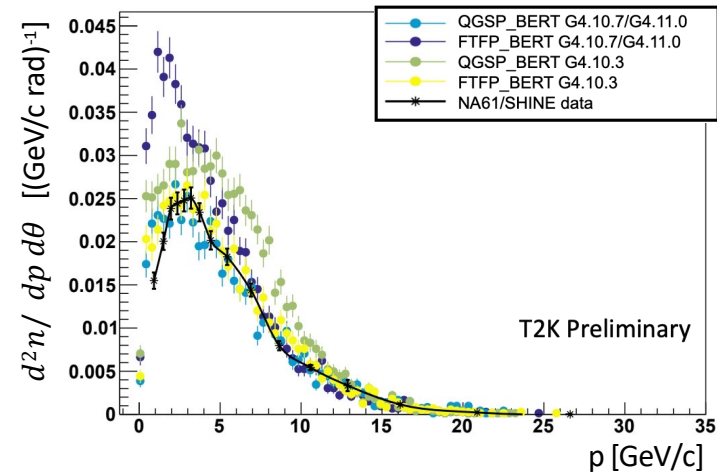 QGSP_BERT G4.10.7/G4.11.0
FTFP_BERT G4.10.7/G4.11.0
QGSP_BERT G4.10.3
FTFP_BERT G4.10.3
NA61/SHINE data
d²n/ dp dθ [(GeV/c rad)⁻¹]
0.045
0.04
0.035
0.03
0.025
0.02
0.015
0.01
0.005
0
T2K Preliminary
0 5 10 15 20 25 30 35
p [GeV/c]